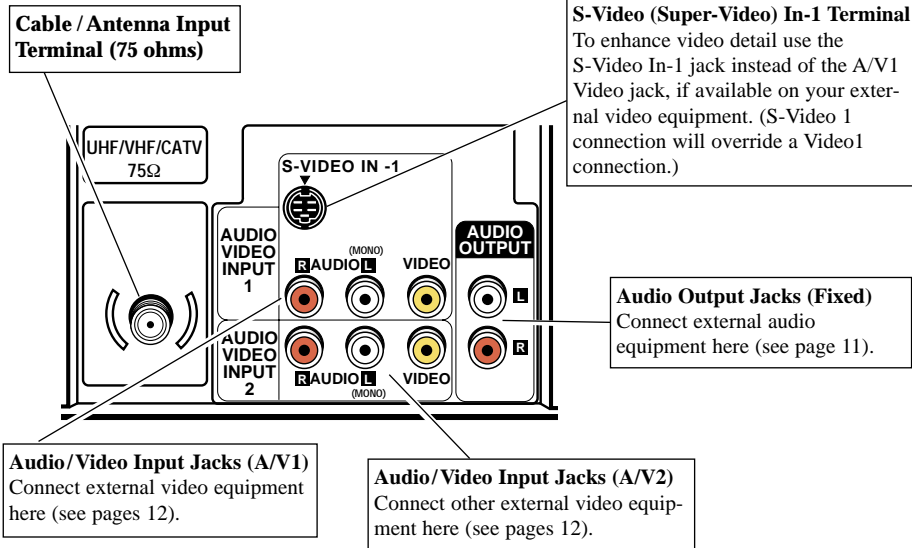 Cable / Antenna Input
Terminal (75 ohms)
S-Video (Super-Video) In-1 Terminal
To enhance video detail use the
S-Video In-1 jack instead of the A/V1
Video jack, if available on your exter-
nal video equipment. (S-Video 1
connection will override a Video1
connection.)
UHF/VHF/CATV
75Ω
S-VIDEO IN -1
AUDIO
VIDEO
INPUT
1
(MONO)
R AUDIO L
VIDEO
AUDIO
OUTPUT
L
R
AUDIO
VIDEO
INPUT
2
R AUDIO L
(MONO)
VIDEO
Audio Output Jacks (Fixed)
Connect external audio
equipment here (see page 11).
Audio/Video Input Jacks (A/V1)
Connect external video equipment
here (see pages 12).
Audio/Video Input Jacks (A/V2)
Connect other external video equip-
ment here (see pages 12).